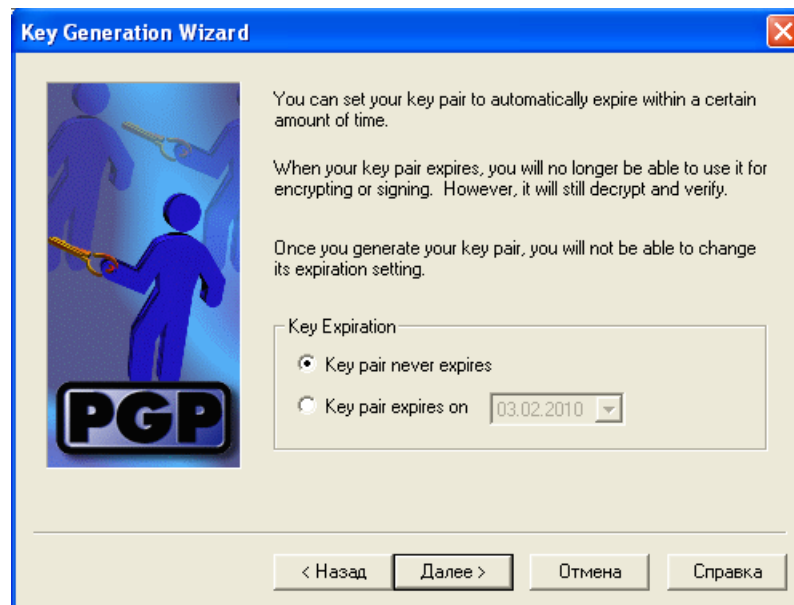 Key Generation Wizard
You can set your key pair to automatically expire within a certain
amount of time.
When your key pair expires, you will no longer be able to use it for
encrypting or signing. However, it will still decrypt and verify.
Once you generate your key pair, you will not be able to change
its expiration setting.
Key Expiration
Key pair never expires
Key pair expires on 03.02.2010
PGP
< Назад Далее > Отмена Справка